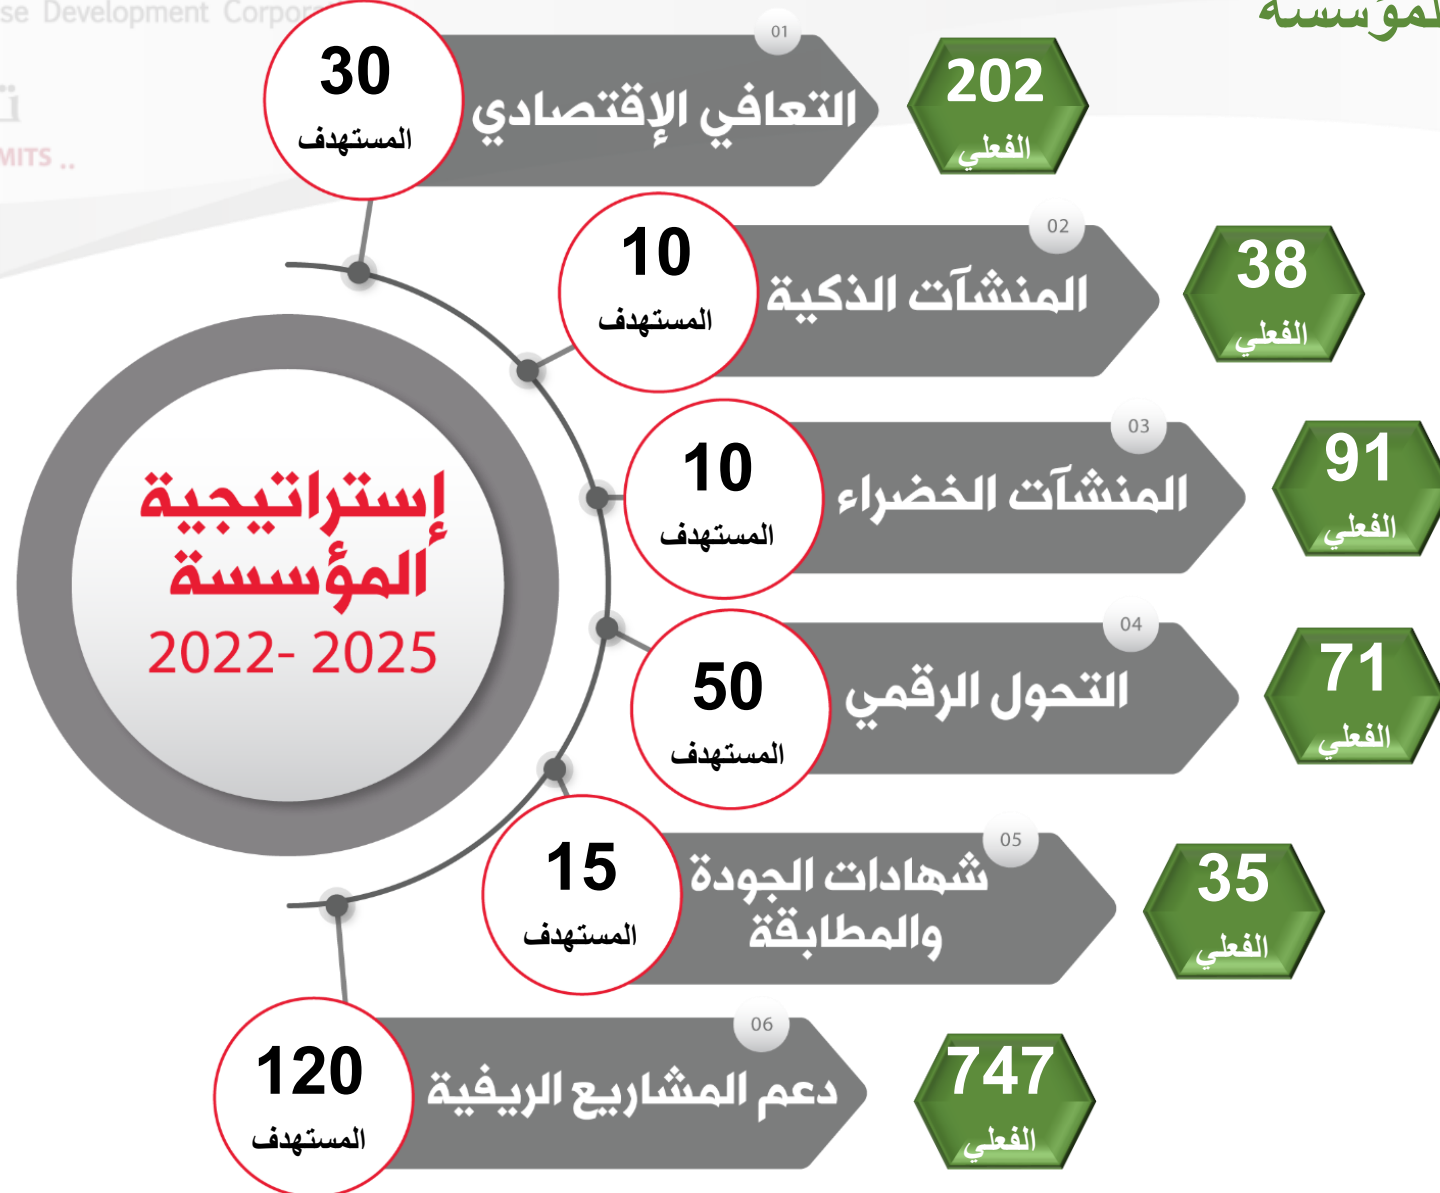 se Development Corpor
المؤسسة
MITS ..
01
30
المستهدف
التعافي الإقتصادي
202
الفعلي
02
10
المستهدف
المنشآت الذكية
38
الفعلي
03
10
المستهدف
المنشآت الخضراء
91
الفعلي
إستراتيجية
المؤسسة
2022- 2025
04
50
المستهدف
التحول الرقمي
71
الفعلي
05
15
المستهدف
شهادات الجودة
والمطابقة
35
الفعلي
06
120
المستهدف
دعم المشاريع الريفية
747
الفعلي